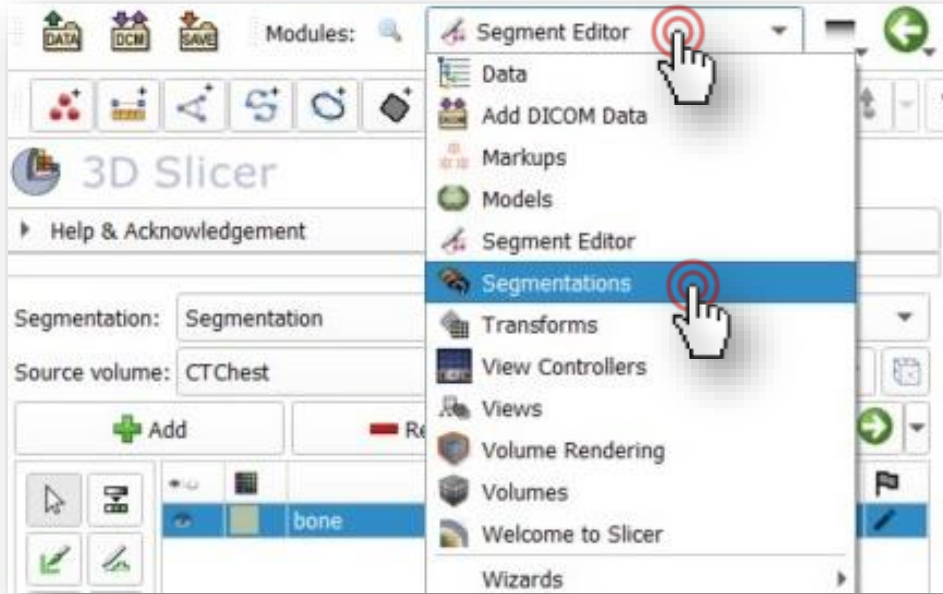 DATA DCM SAVE Modules: Segment Editor
Data
Add DICOM Data
Markups
3D Slicer
Models
Help & Acknowledgement
Segment Editor
Segmentations
Segmentation: Segmentation
Transforms
Source volume: CTChest
View Controllers
Views
Add
Volume Rendering
Volumes
bone
Welcome to Slicer
Wizards